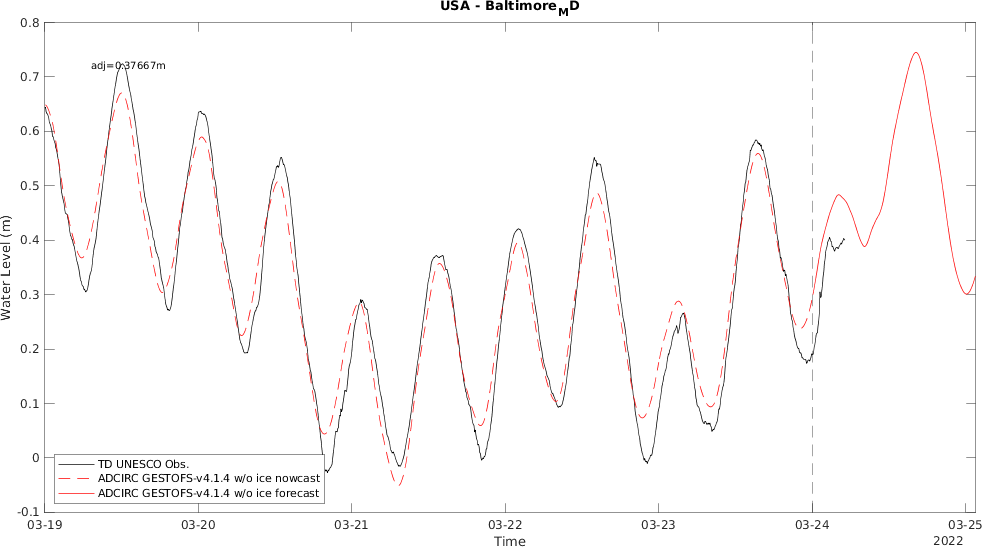 USA - Baltimore_MD
0.8
0.7
0.6
0.5
0.4
0.3
0.2
0.1
0
-0.1
Water Level (m)
adj=0.37667m
TD UNESCO Obs.
ADCIRC GESTOFS-v4.1.4 w/o ice nowcast
ADCIRC GESTOFS-v4.1.4 w/o ice forecast
03-19 03-20 03-21 03-22 03-23 03-24 03-25
Time
2022